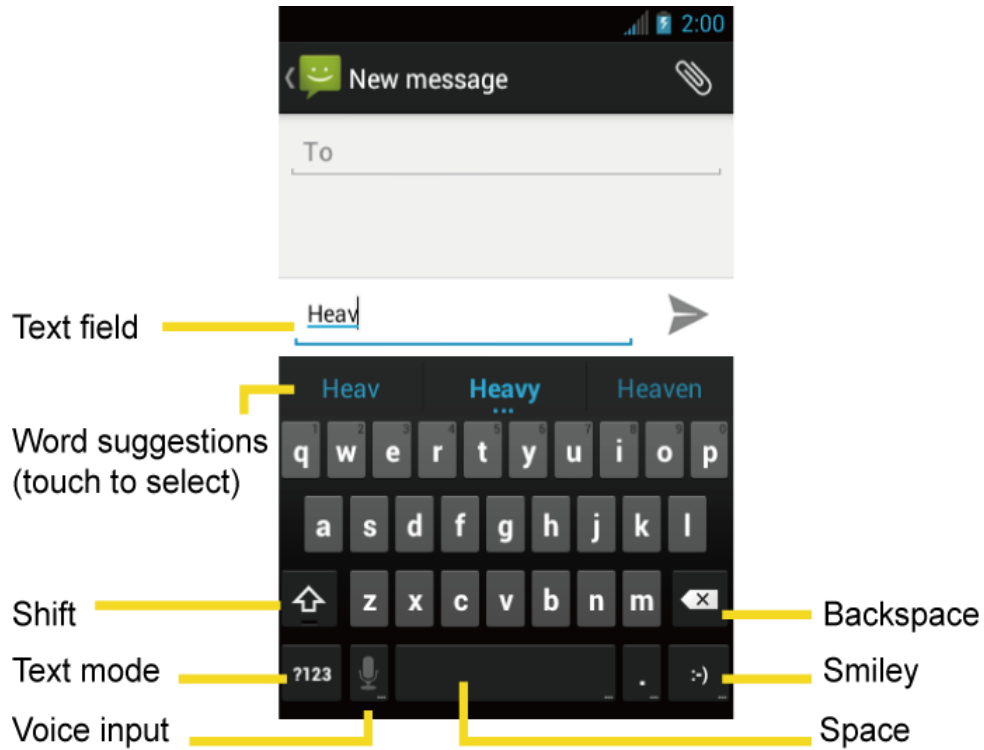 2:00
New message
To
Text field
Heav
Heav Heavy Heaven
Word suggestions
(touch to select)
1 2 3 4 5 6 7 8 9 0
q w e r t y u i o p
a s d f g h j k l
Shift
z x c v b n m
Backspace
Text mode
?123 . :-)
Smiley
Voice input
Space